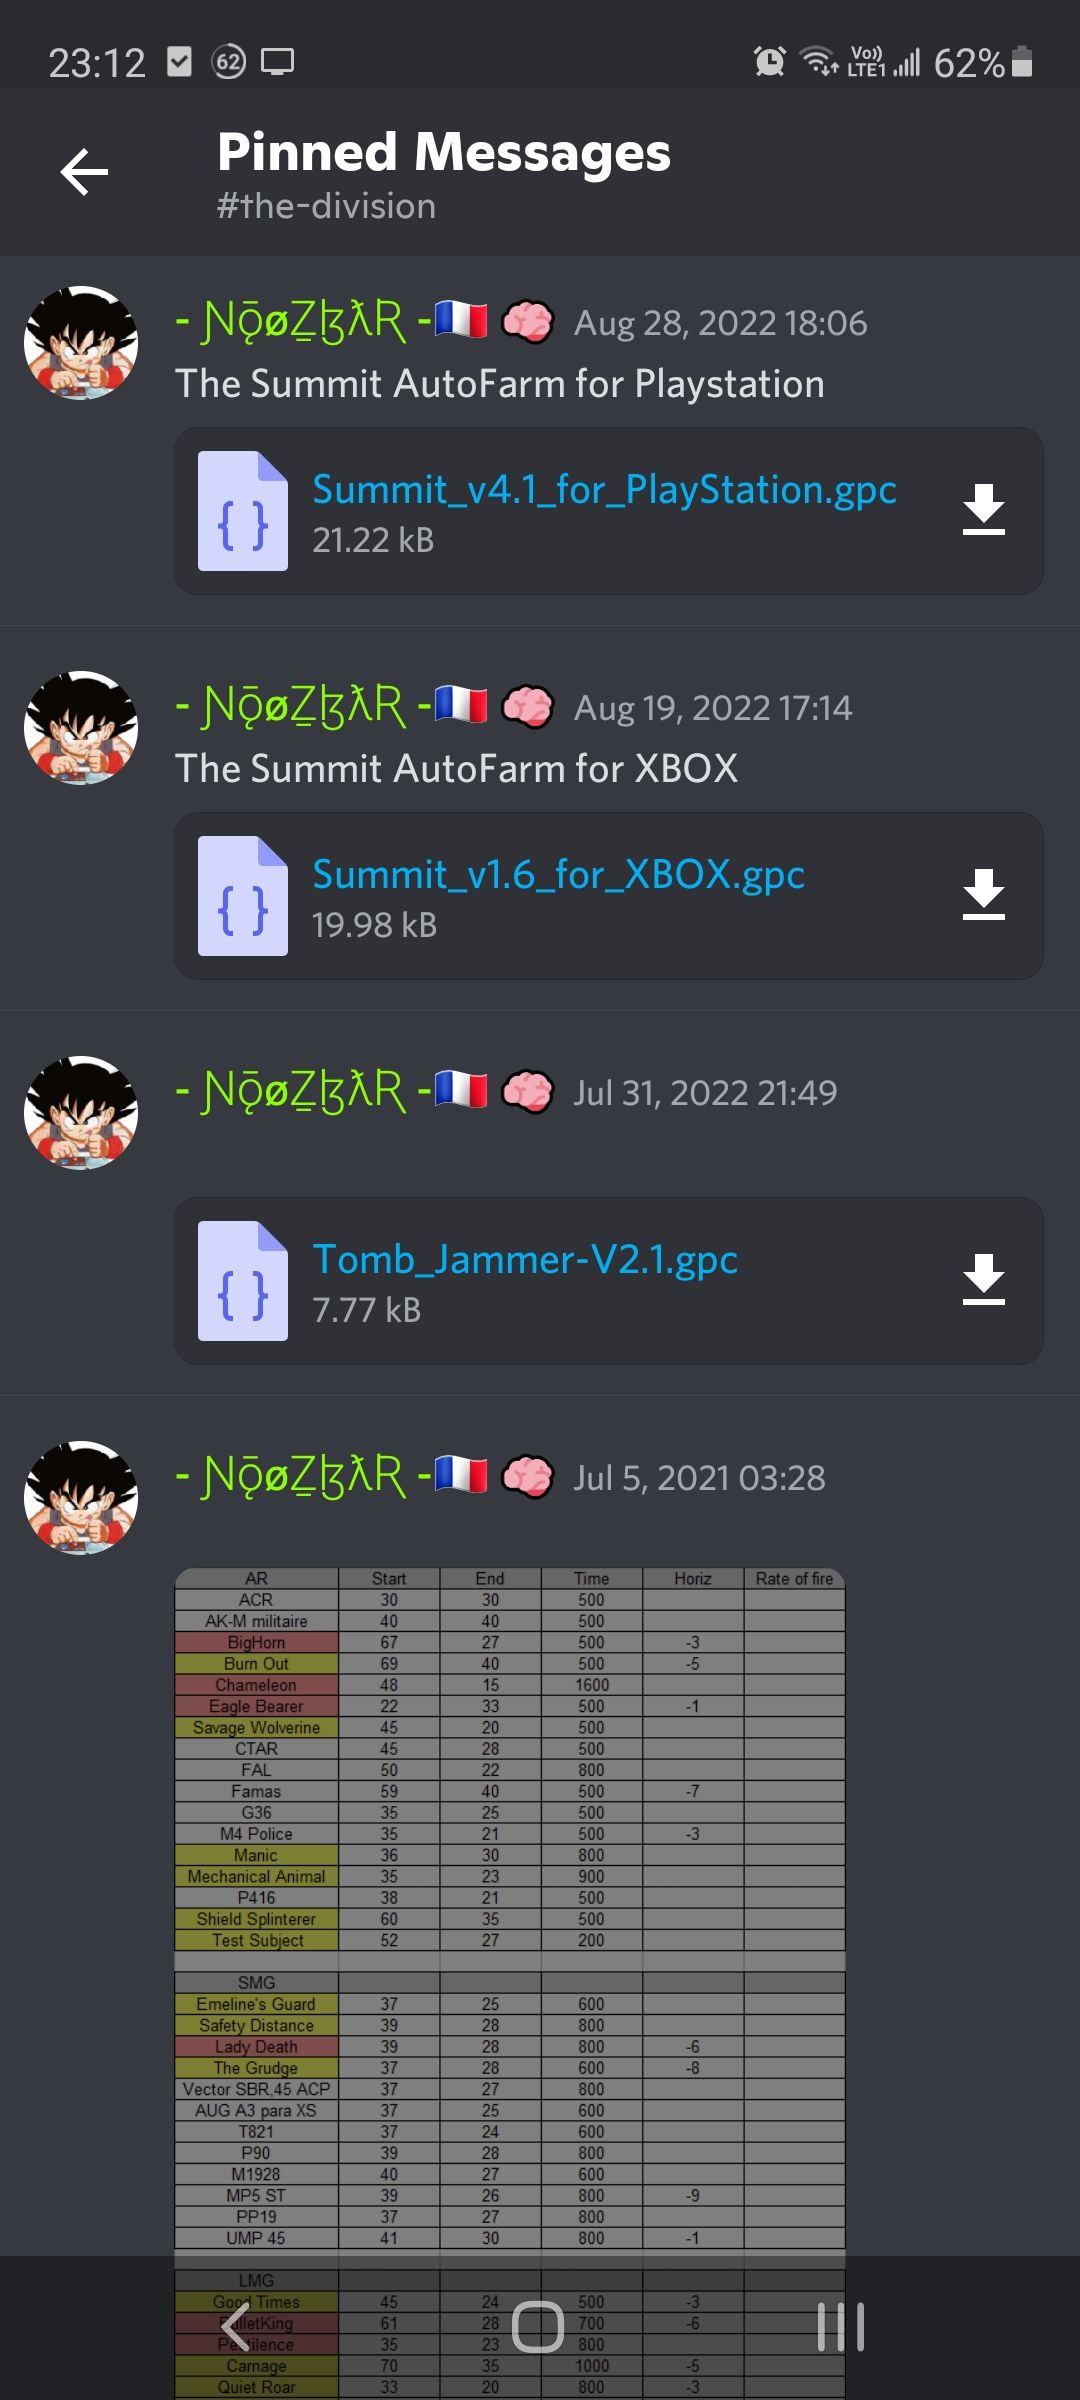 23:12 62 Vo)) LTE1 62%
Pinned Messages
#the-division
- ƝǭøẔɮƛⱤ -🇫🇷 🧠 Aug 28, 2022 18:06
The Summit AutoFarm for Playstation
Summit_v4.1_for_PlayStation.gpc
21.22 kB
- ƝǭøẔɮƛⱤ -🇫🇷 🧠 Aug 19, 2022 17:14
The Summit AutoFarm for XBOX
Summit_v1.6_for_XBOX.gpc
19.98 kB
- ƝǭøẔɮƛⱤ -🇫🇷 🧠 Jul 31, 2022 21:49
Tomb_Jammer-V2.1.gpc
7.77 kB
- ƝǭøẔɮƛⱤ -🇫🇷 🧠 Jul 5, 2021 03:28
AR Start End Time Horiz Rate of fire
ACR 30 30 500
AK-M militaire 40 40 500
BigHorn 67 27 500 -3
Burn Out 69 40 500 -5
Chameleon 48 15 1600
Eagle Bearer 22 33 500 -1
Savage Wolverine 45 20 500
CTAR 45 28 500
FAL 50 22 800
Famas 59 40 500 -7
G36 35 25 500
M4 Police 35 21 500 -3
Manic 36 30 800
Mechanical Animal 35 23 900
P416 38 21 500
Shield Splinterer 60 35 500
Test Subject 52 27 200
SMG
Emeline's Guard 37 25 600
Safety Distance 39 28 800
Lady Death 39 28 800 -6
The Grudge 37 28 600 -8
Vector SBR,45 ACP 37 27 800
AUG A3 para XS 37 25 600
T821 37 24 600
P90 39 28 800
M1928 40 27 600
MP5 ST 39 26 800 -9
PP19 37 27 800
UMP 45 41 30 800 -1
LMG
Good Times 45 24 500 -3
BulletKing 61 28 700 -6
Pestilence 35 23 800
Carnage 70 35 1000 -5
Quiet Roar 33 20 800 -3